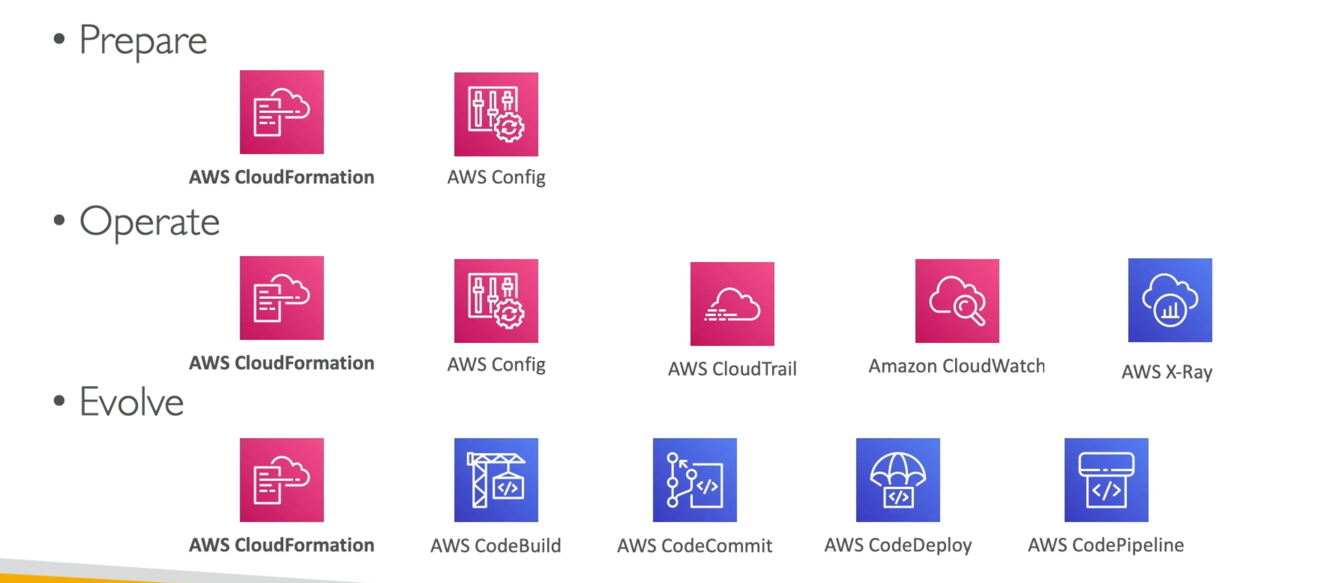 • Prepare
AWS CloudFormation AWS Config
• Operate
AWS CloudFormation AWS Config AWS CloudTrail Amazon CloudWatch AWS X-Ray
• Evolve
AWS CloudFormation AWS CodeBuild AWS CodeCommit AWS CodeDeploy AWS CodePipeline